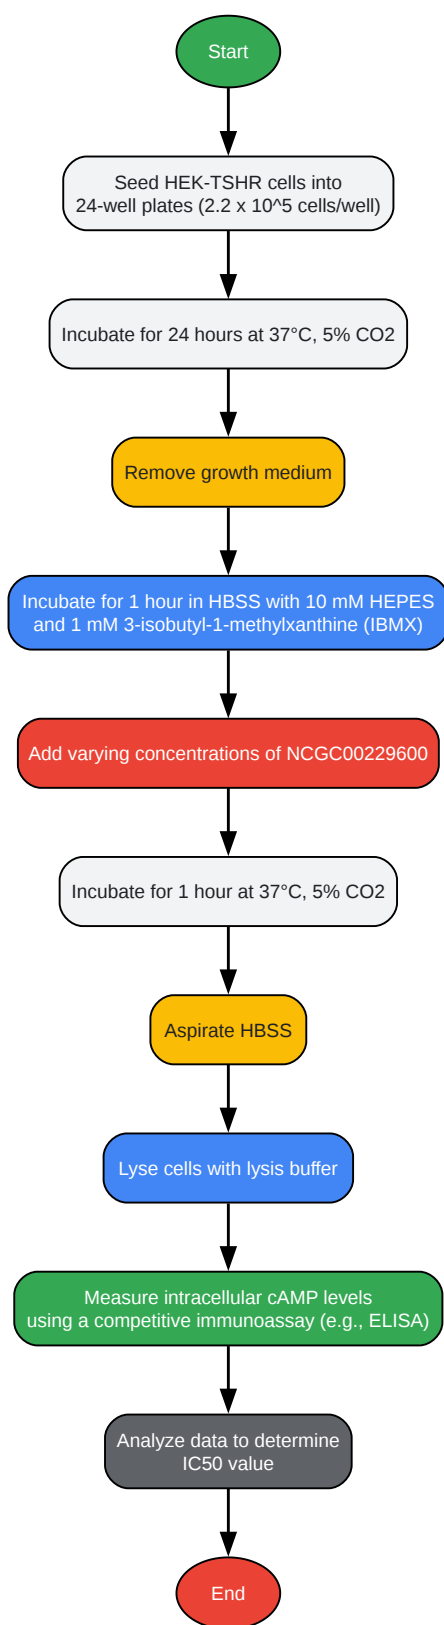 Start
Seed HEK-TSHR cells into
24-well plates (2.2 x 10^5 cells/well)
Incubate for 24 hours at 37°C, 5% CO2
Remove growth medium
Incubate for 1 hour in HBSS with 10 mM HEPES
and 1 mM 3-isobutyl-1-methylxanthine (IBMX)
Add varying concentrations of NCGC00229600
Incubate for 1 hour at 37°C, 5% CO2
Aspirate HBSS
Lyse cells with lysis buffer
Measure intracellular cAMP levels
using a competitive immunoassay (e.g., ELISA)
Analyze data to determine
IC50 value
End